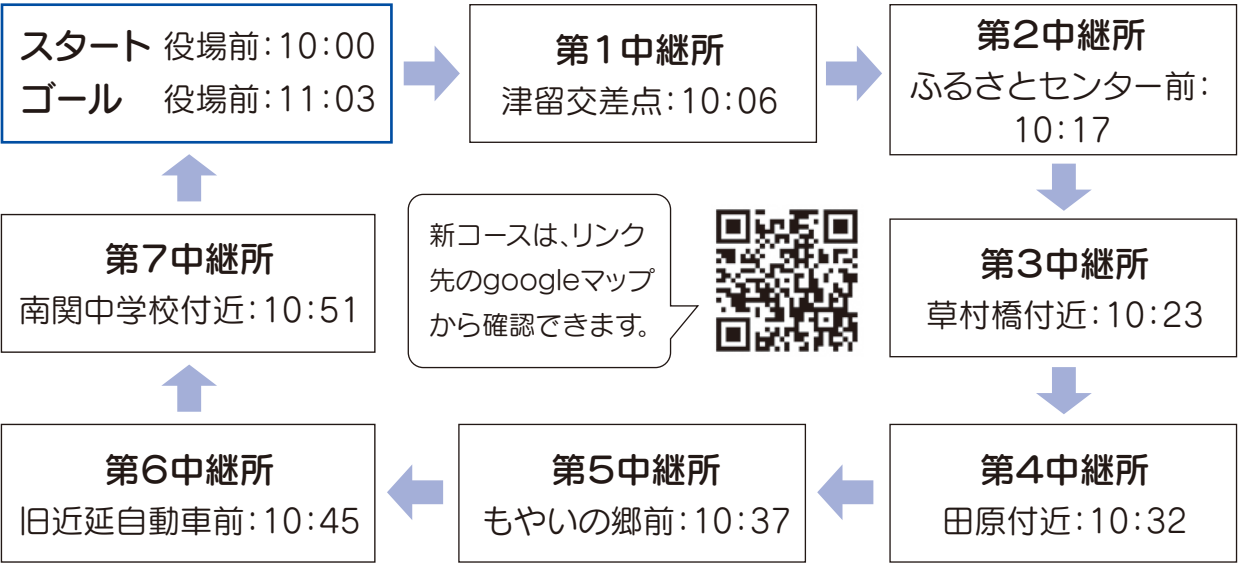 スタート 役場前：10：00
ゴール 役場前：11：03
第1中継所
津留交差点：10：06
第2中継所
ふるさとセンター前：
10：17
第3中継所
草村橋付近：10：23
第4中継所
田原付近：10：32
第5中継所
もやいの郷前：10：37
第6中継所
旧近延自動車前：10：45
第7中継所
南関中学校付近：10：51
新コースは、リンク
先のgoogleマップ
から確認できます。